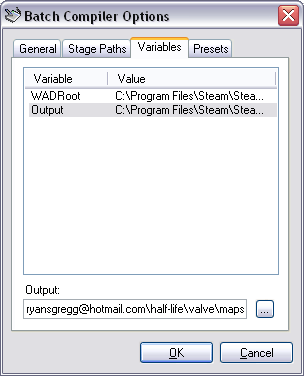 Batch Compiler Options
General Stage Paths Variables Presets
Variable Value
WADRoot C:\Program Files\Steam\Stea...
Output C:\Program Files\Steam\Stea...
Output:
ryansgregg@hotmail.com\half-life\valve\maps ...
OK Cancel